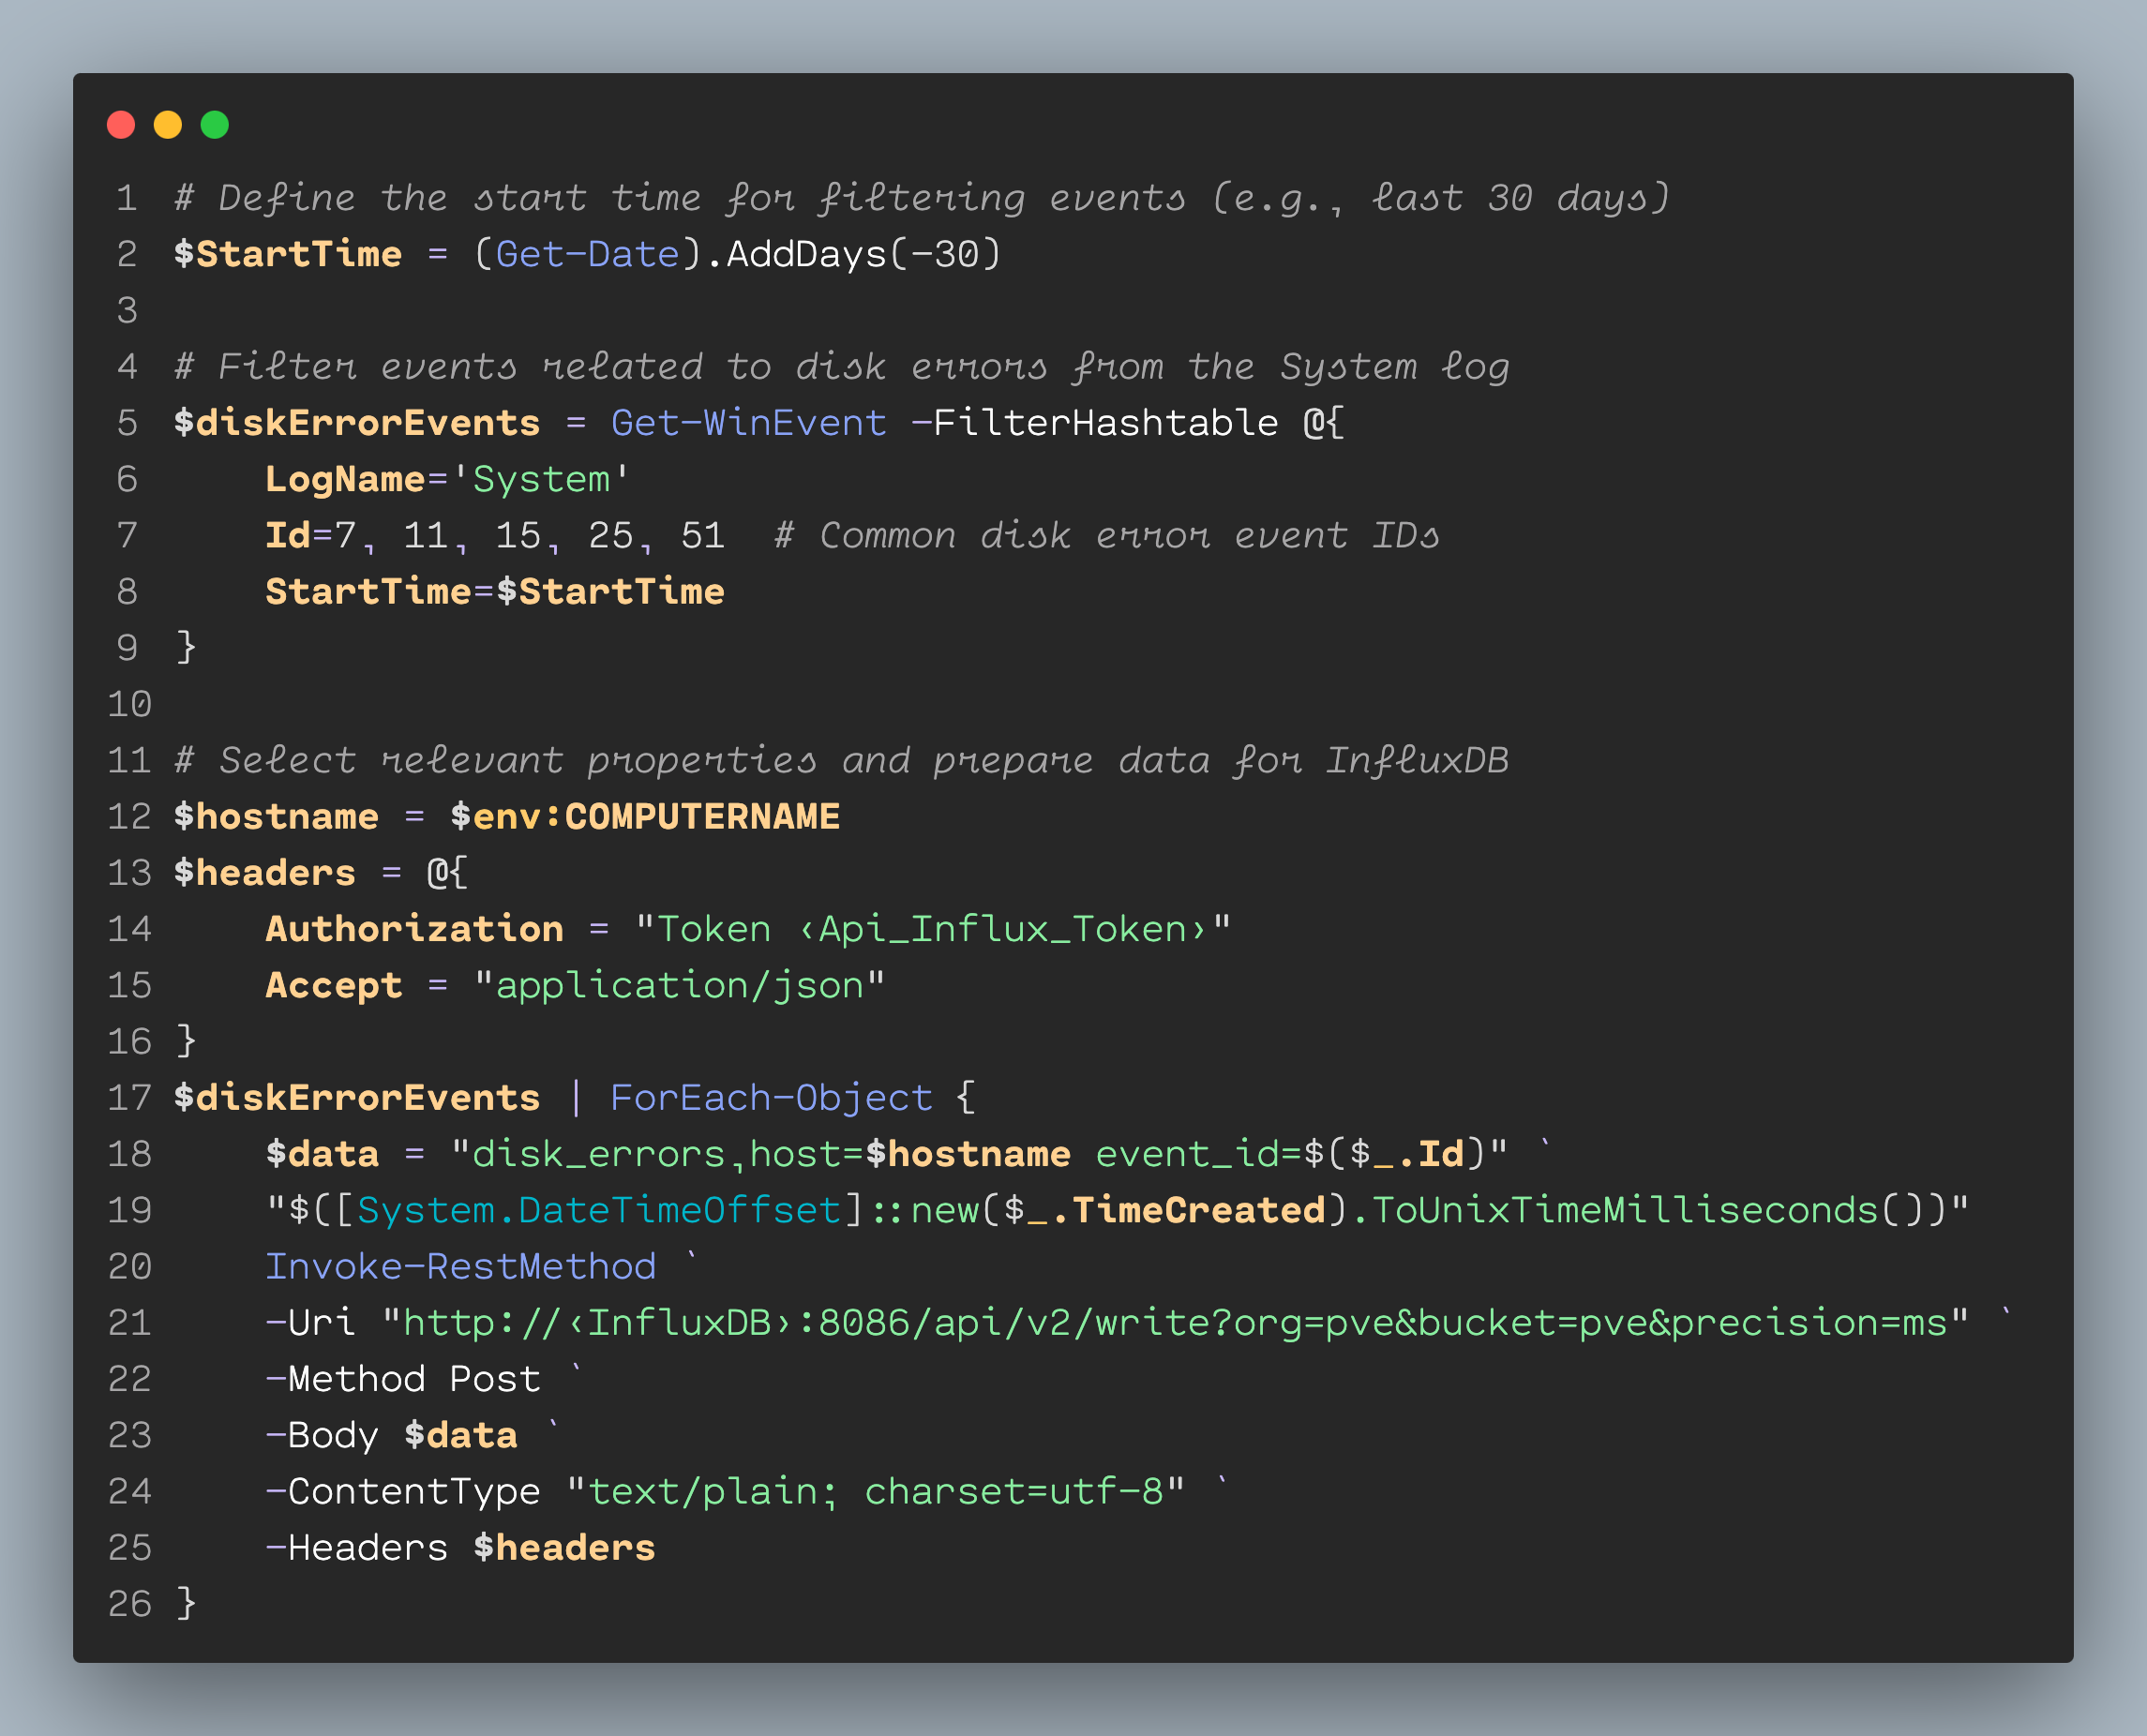 1 # Define the start time for filtering events (e.g., last 30 days)
2 $StartTime = (Get-Date).AddDays(-30)
3
4 # Filter events related to disk errors from the System log
5 $diskErrorEvents = Get-WinEvent -FilterHashtable @{
6     LogName='System'
7     Id=7, 11, 15, 25, 51  # Common disk error event IDs
8     StartTime=$StartTime
9 }
10
11 # Select relevant properties and prepare data for InfluxDB
12 $hostname = $env:COMPUTERNAME
13 $headers = @{
14     Authorization = "Token ‹Api_Influx_Token›"
15     Accept = "application/json"
16 }
17 $diskErrorEvents | ForEach-Object {
18     $data = "disk_errors,host=$hostname event_id=$($_.Id)" `
19     "$([System.DateTimeOffset]::new($_.TimeCreated).ToUnixTimeMilliseconds())"
20     Invoke-RestMethod `
21     -Uri "http://‹InfluxDB›:8086/api/v2/write?org=pve&bucket=pve&precision=ms" `
22     -Method Post `
23     -Body $data `
24     -ContentType "text/plain; charset=utf-8" `
25     -Headers $headers
26 }